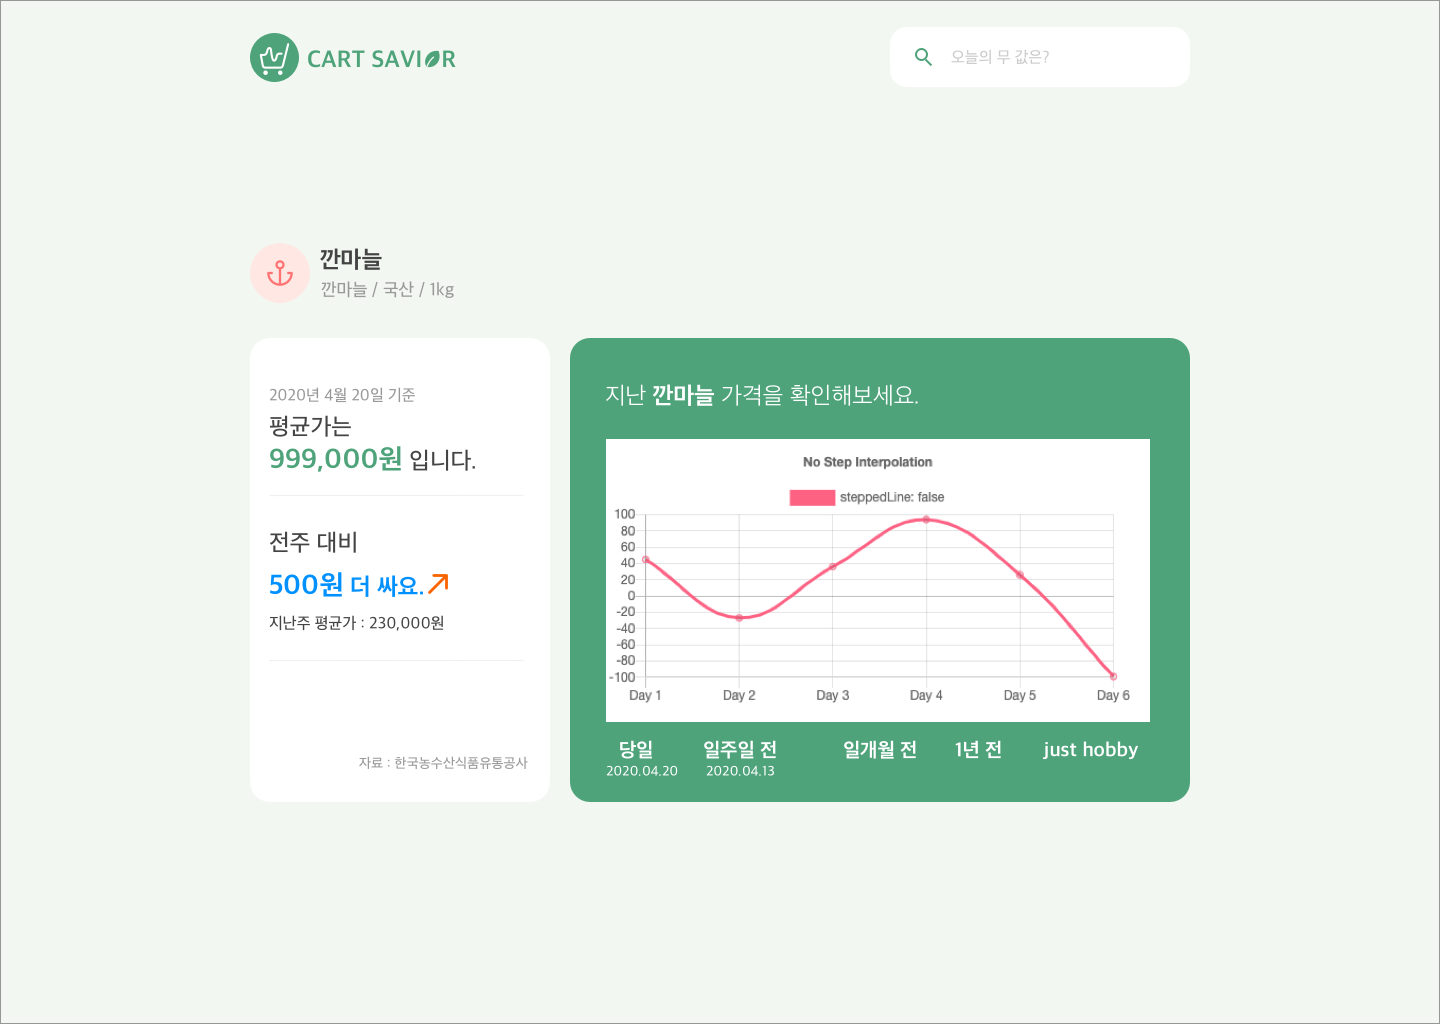 CART SAVIOR
오늘의 무 값은?
깐마늘
깐마늘 / 국산 / 1kg
2020년 4월 20일 기준
평균가는
999,000원 입니다.
전주 대비
500원 더 싸요.
지난주 평균가 : 230,000원
자료 : 한국농수산식품유통공사
지난 깐마늘 가격을 확인해보세요.
No Step Interpolation
steppedLine: false
100
80
60
40
20
0
-20
-40
-60
-80
-100
Day 1 Day 2 Day 3 Day 4 Day 5 Day 6
당일 일주일 전 일개월 전 1년 전 just hobby
2020.04.20 2020.04.13